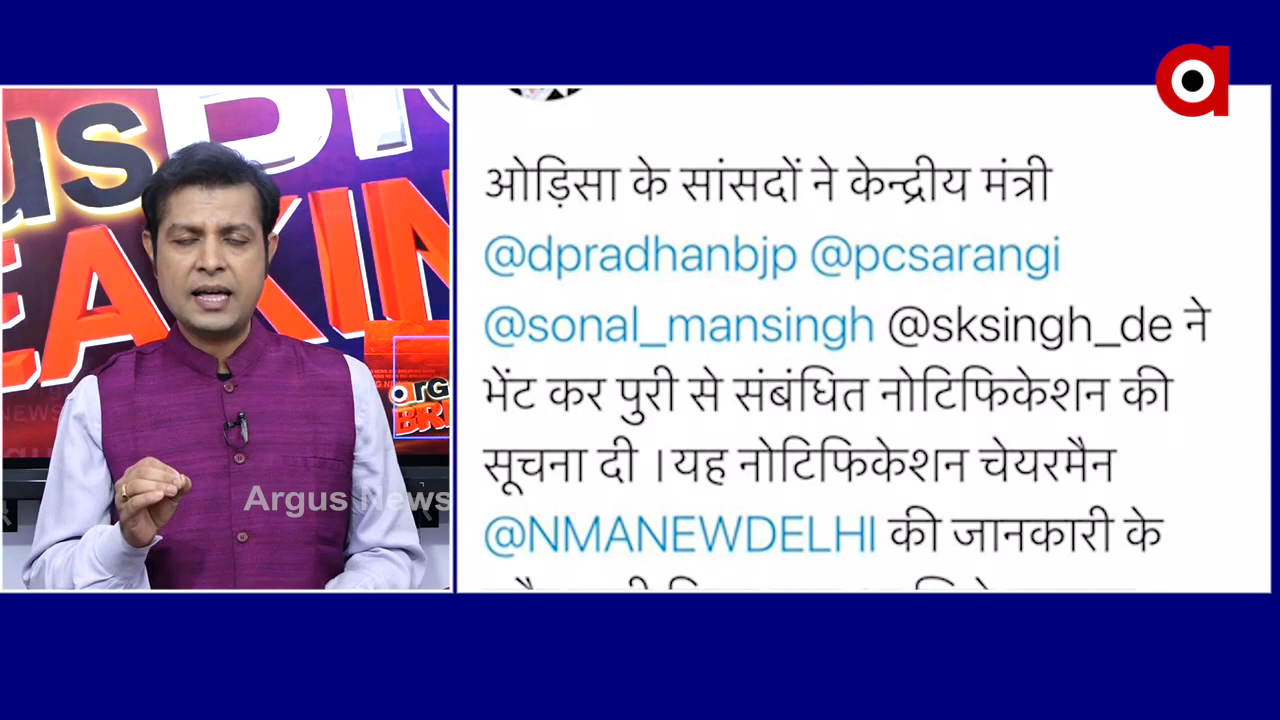 ओड़िसा के सांसदों ने केन्द्रीय मंत्री
@dpradhanbjp @pcsarangi
@sonal_mansingh @sksingh_de ने
भेंट कर पुरी से संबंधित नोटिफिकेशन की
सूचना दी ।यह नोटिफिकेशन चेयरमैन
@NMANEWDELHI की जानकारी के
Argus News